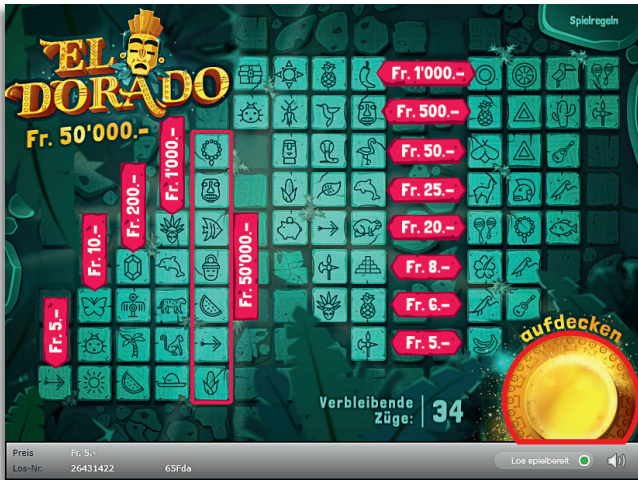 Spielregeln
EL
DORADO
Fr. 50'000.-
Fr. 1'000.-
Fr. 500.-
Fr. 50.-
Fr. 25.-
Fr. 20.-
Fr. 8.-
Fr. 6.-
Fr. 5.-
Fr. 5.-
Fr. 10.-
Fr. 200.-
Fr. 1'000.-
Fr. 50'000.-
aufdecken
Verbleibende
Züge: 34
Preis Fr. 5.-
Los spielbereit
Los-Nr. 26431422 65Fda